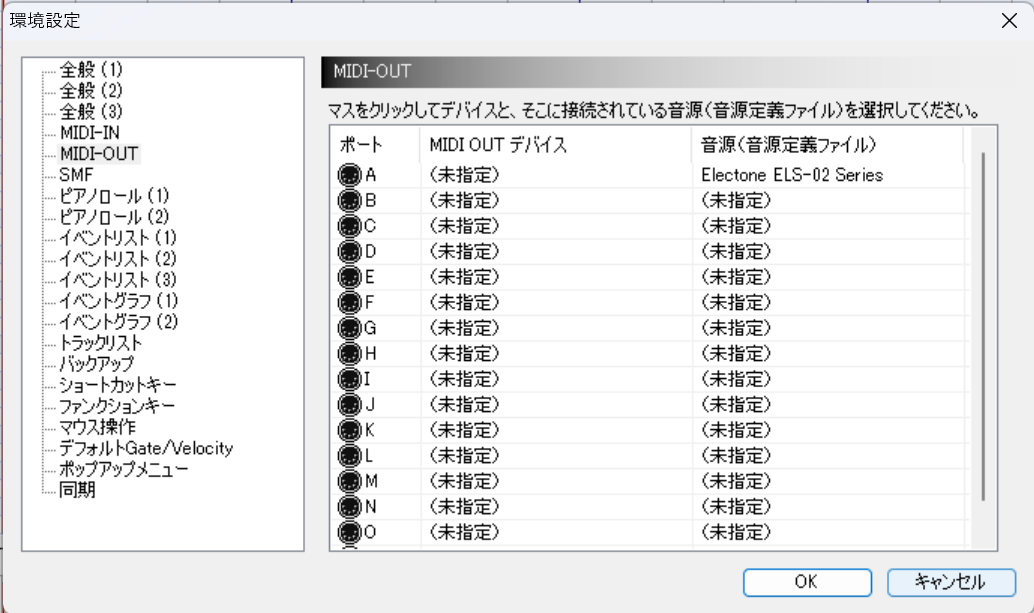 環境設定
全般 (1)
全般 (2)
全般 (3)
MIDI-IN
MIDI-OUT
SMF
ピアノロール (1)
ピアノロール (2)
イベントリスト (1)
イベントリスト (2)
イベントリスト (3)
イベントグラフ (1)
イベントグラフ (2)
トラックリスト
バックアップ
ショートカットキー
ファンクションキー
マウス操作
デフォルトGate/Velocity
ポップアップメニュー
同期
MIDI-OUT
マスをクリックしてデバイスと、そこに接続されている音源(音源定義ファイル)を選択してください。
ポート MIDI OUT デバイス 音源(音源定義ファイル)
A (未指定) Electone ELS-02 Series
B (未指定) (未指定)
C (未指定) (未指定)
D (未指定) (未指定)
E (未指定) (未指定)
F (未指定) (未指定)
G (未指定) (未指定)
H (未指定) (未指定)
I (未指定) (未指定)
J (未指定) (未指定)
K (未指定) (未指定)
L (未指定) (未指定)
M (未指定) (未指定)
N (未指定) (未指定)
O (未指定) (未指定)
OK キャンセル